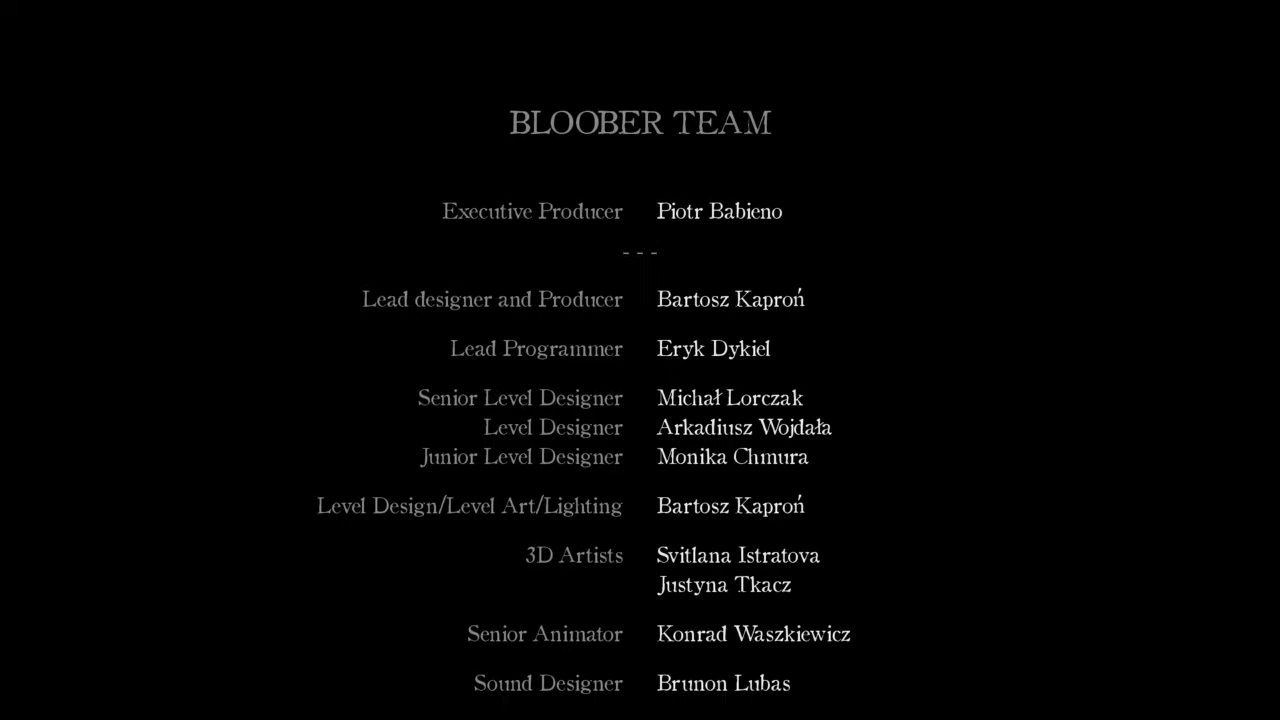 BLOOBER TEAM
Executive Producer Piotr Babieno
- - -
Lead designer and Producer Bartosz Kaproń
Lead Programmer Eryk Dykiel
Senior Level Designer Michał Lorczak
Level Designer Arkadiusz Wojdała
Junior Level Designer Monika Chmura
Level Design/Level Art/Lighting Bartosz Kaproń
3D Artists Svitlana Istratova
Justyna Tkacz
Senior Animator Konrad Waszkiewicz
Sound Designer Brunon Lubas